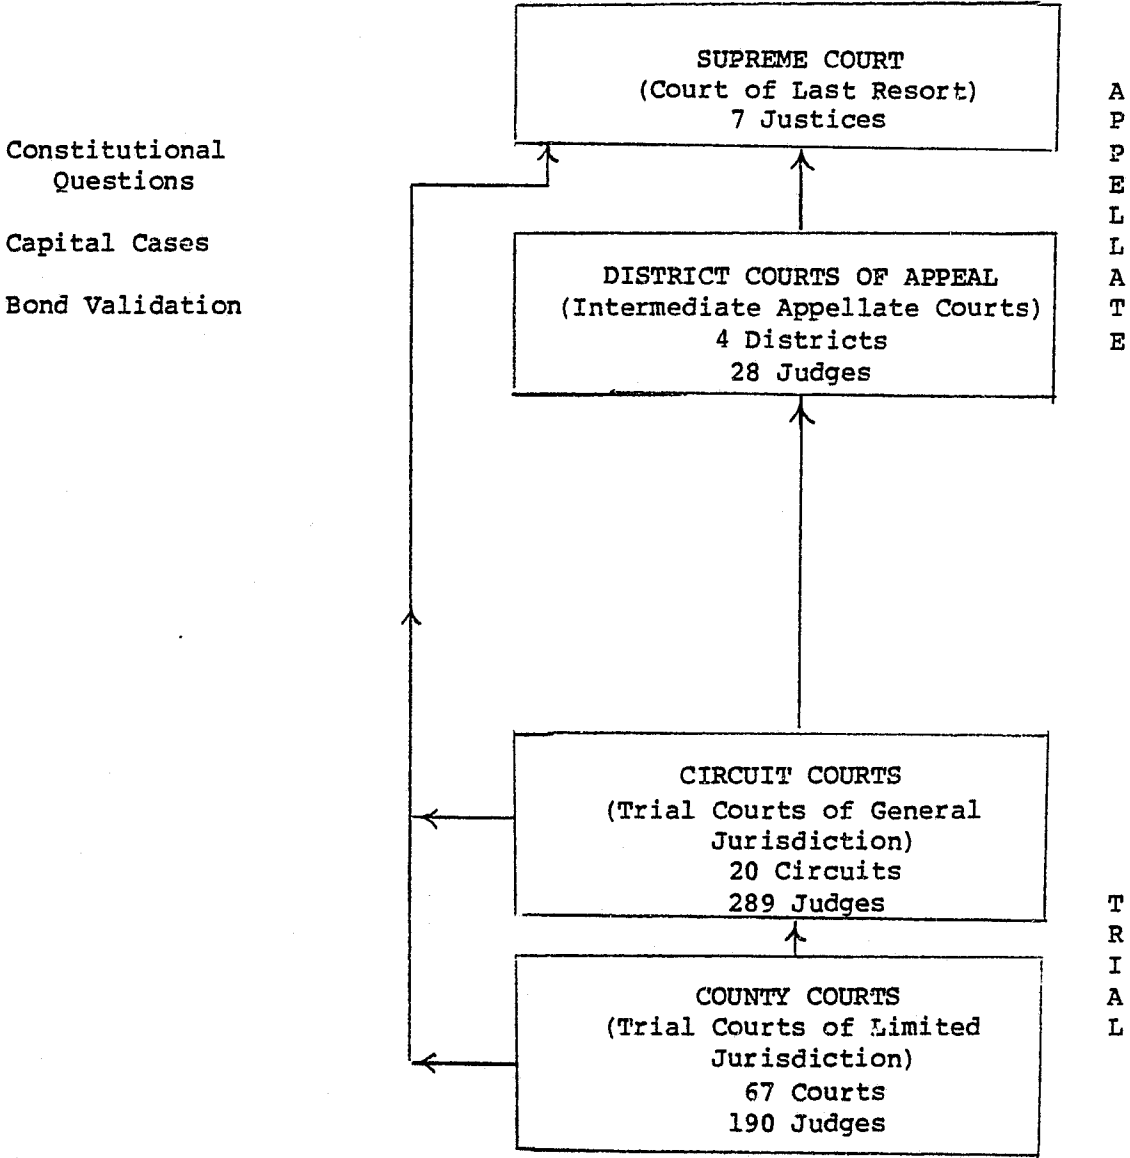 SUPREME COURT
(Court of Last Resort)
7 Justices
Constitutional
Questions
Capital Cases
Bond Validation
DISTRICT COURTS OF APPEAL
(Intermediate Appellate Courts)
4 Districts
28 Judges
APPELLATE
CIRCUIT COURTS
(Trial Courts of General
Jurisdiction)
20 Circuits
289 Judges
COUNTY COURTS
(Trial Courts of Limited
Jurisdiction)
67 Courts
190 Judges
TRIAL